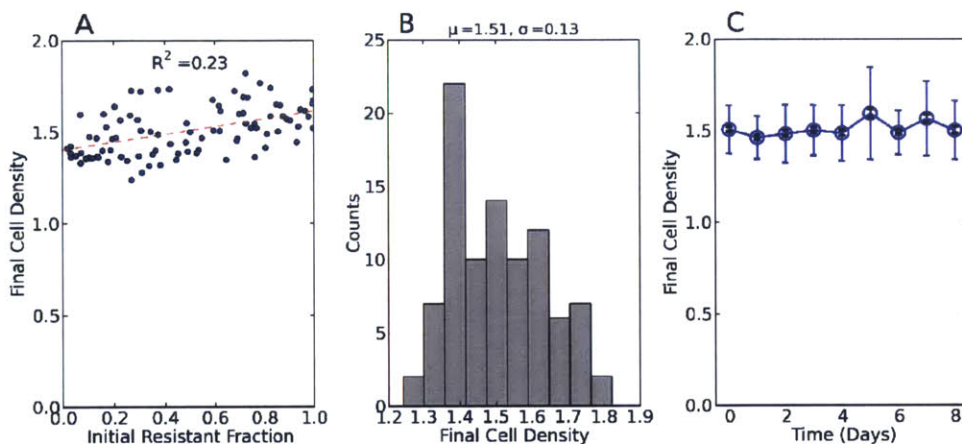 A
R² =0.23
Final Cell Density
2.0
1.5
1.0
0.5
0.0
0.0 0.2 0.4 0.6 0.8 1.0
Initial Resistant Fraction
B
μ=1.51, σ=0.13
Counts
25
20
15
10
5
0
1.2 1.3 1.4 1.5 1.6 1.7 1.8 1.9
Final Cell Density
C
Final Cell Density
2.0
1.5
1.0
0.5
0.0
0 2 4 6 8
Time (Days)